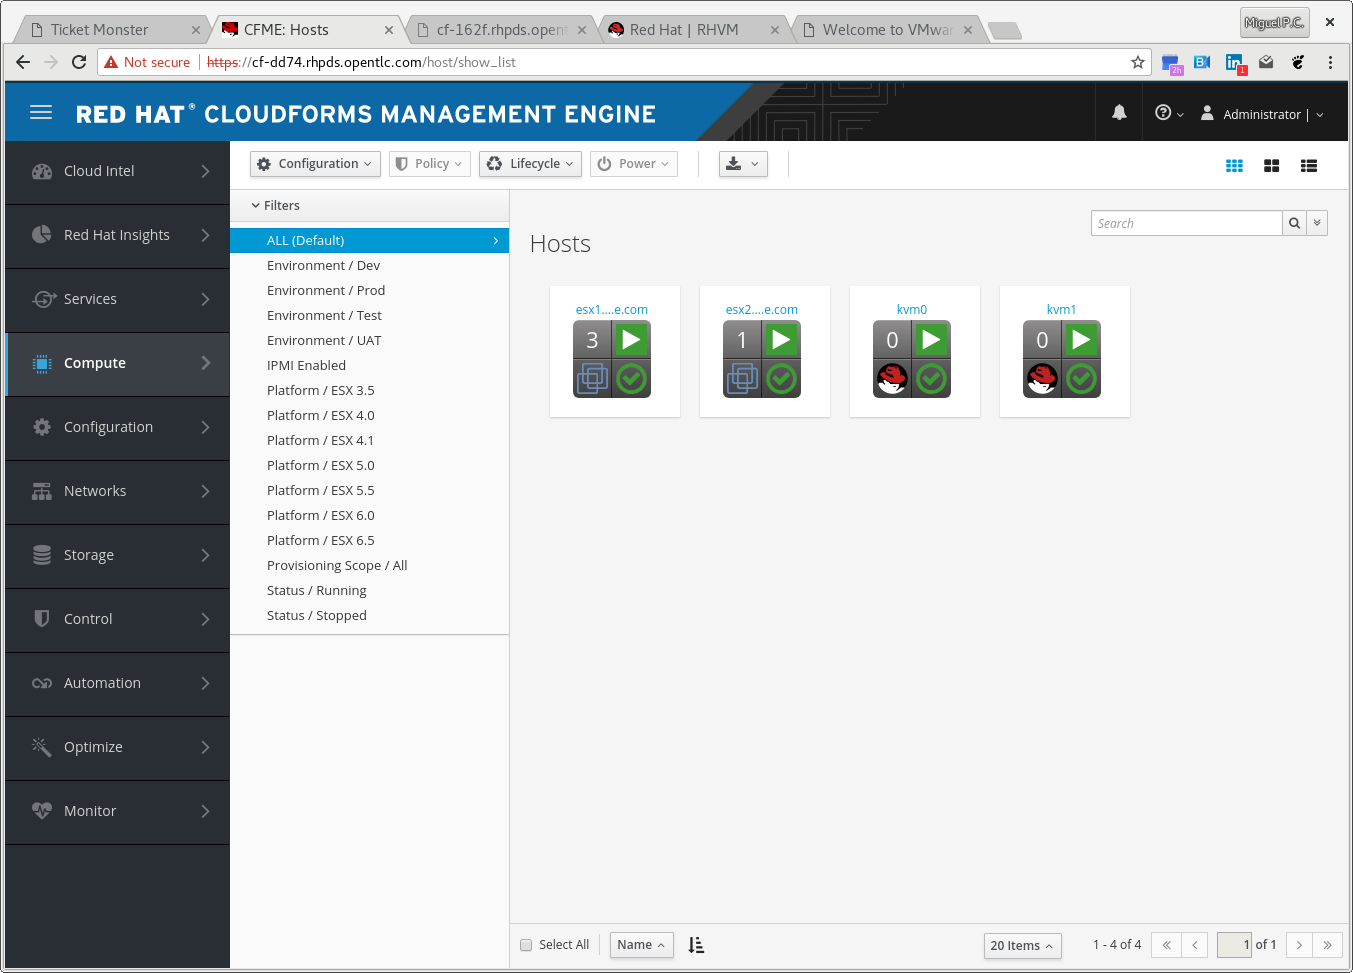 Miguel P.C.
Ticket Monster
CFME: Hosts
cf-162f.rhpds.opent
Red Hat | RHVM
Welcome to VMwar
Not secure
https://cf-dd74.rhpds.opentlc.com/host/show_list
2h
B
in
1
RED HAT® CLOUDFORMS MANAGEMENT ENGINE
Administrator |
Cloud Intel
Red Hat Insights
Services
Compute
Configuration
Networks
Storage
Control
Automation
Optimize
Monitor
Configuration
Policy
Lifecycle
Power
Filters
ALL (Default)
Environment / Dev
Environment / Prod
Environment / Test
Environment / UAT
IPMI Enabled
Platform / ESX 3.5
Platform / ESX 4.0
Platform / ESX 4.1
Platform / ESX 5.0
Platform / ESX 5.5
Platform / ESX 6.0
Platform / ESX 6.5
Provisioning Scope / All
Status / Running
Status / Stopped
Search
Hosts
esx1....e.com
3
esx2....e.com
1
kvm0
0
kvm1
0
Select All
Name
20 Items
1 - 4 of 4
1 of 1